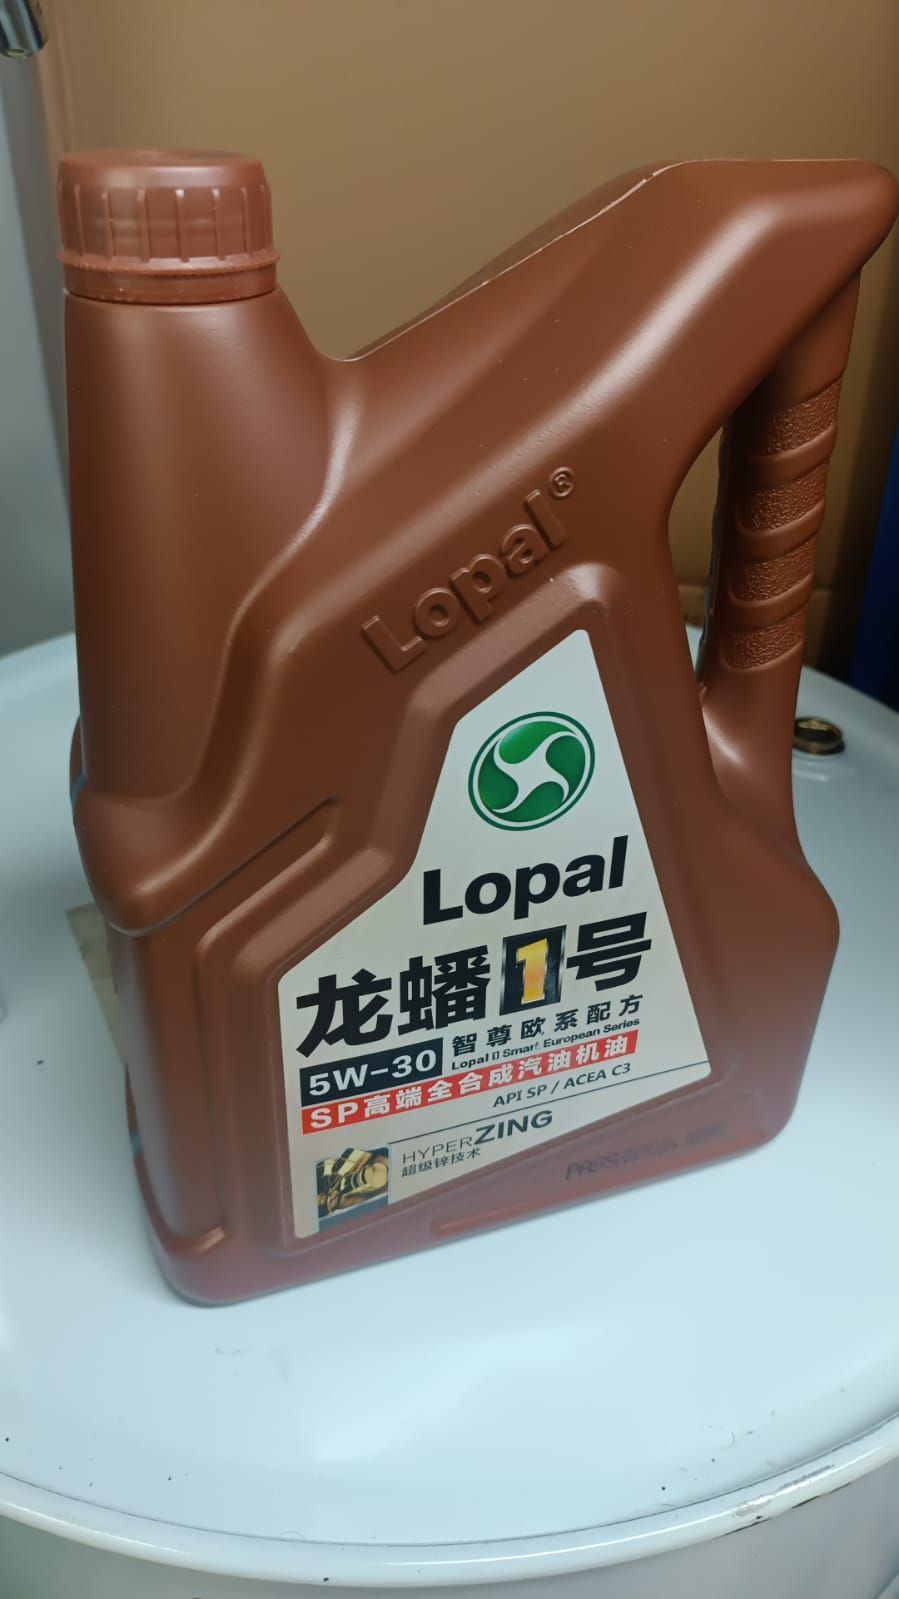 Lopal®
Lopal
龙蟠1号
5W-30
智尊欧系配方
Lopal 1 Smart European Series
SP高端全合成汽油机油
API SP / ACEA C3
HYPERZING
超级锌技术